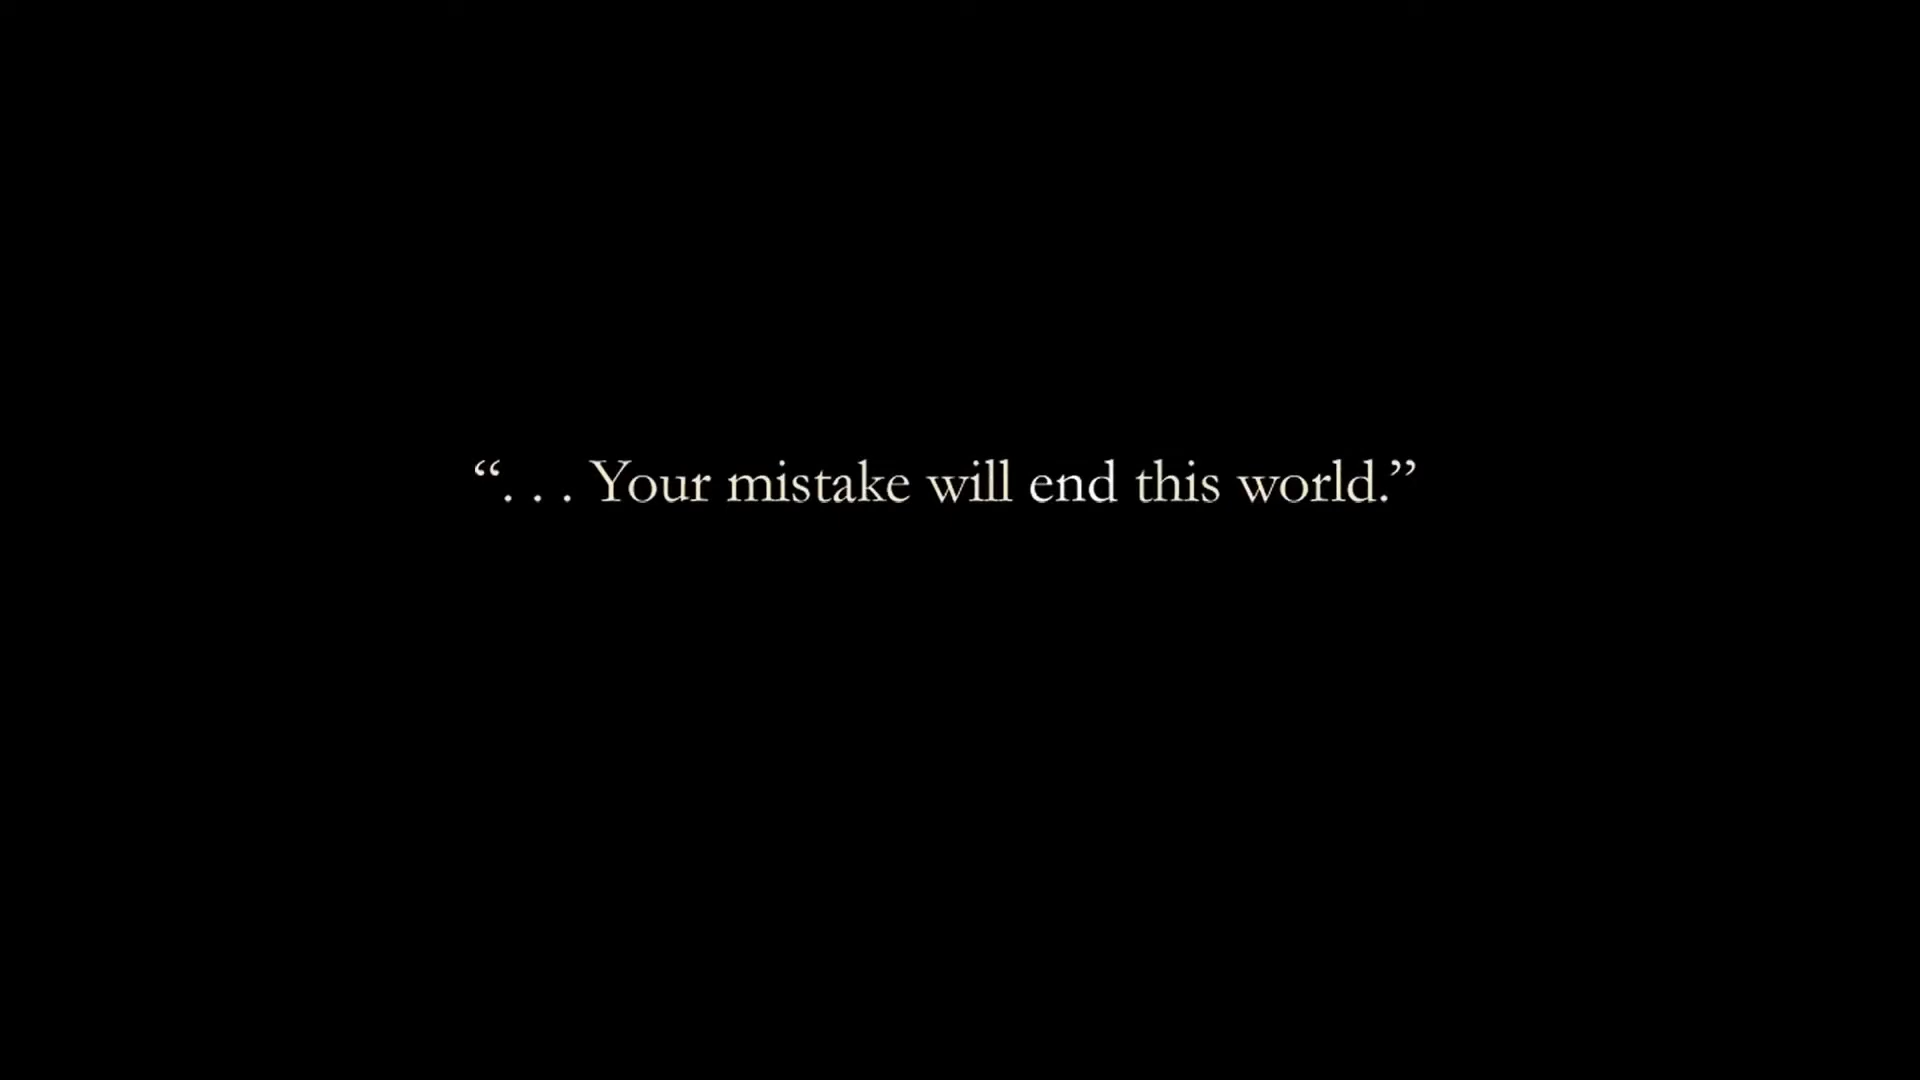 “. . . Your mistake will end this world.”